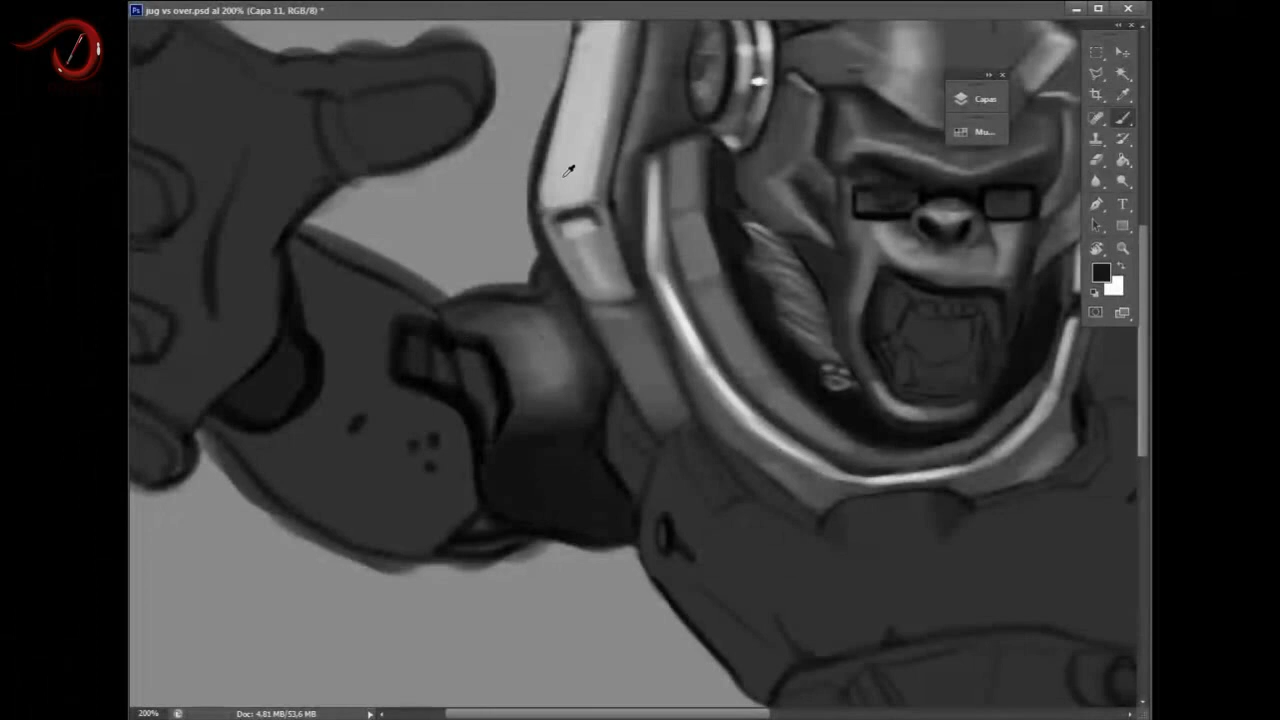 Ps jug vs over.psd al 200% (Capa 11, RGB/8) *
Capas
Mu...
T
200%
Doc: 4,81 MB/53,6 MB